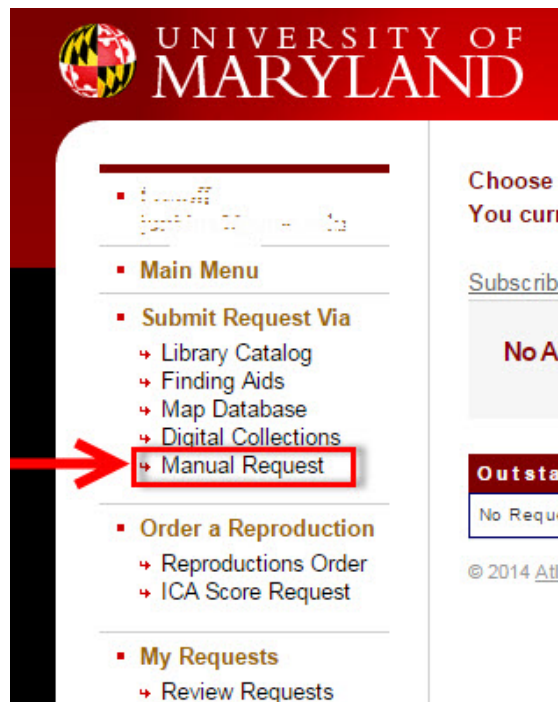 UNIVERSITY OF
MARYLAND
Main Menu
Submit Request Via
Library Catalog
Finding Aids
Map Database
Digital Collections
Manual Request
Order a Reproduction
Reproductions Order
ICA Score Request
My Requests
Review Requests
Choose
You curr
Subscrib
No A
Outsta
No Reque
© 2014 Atl